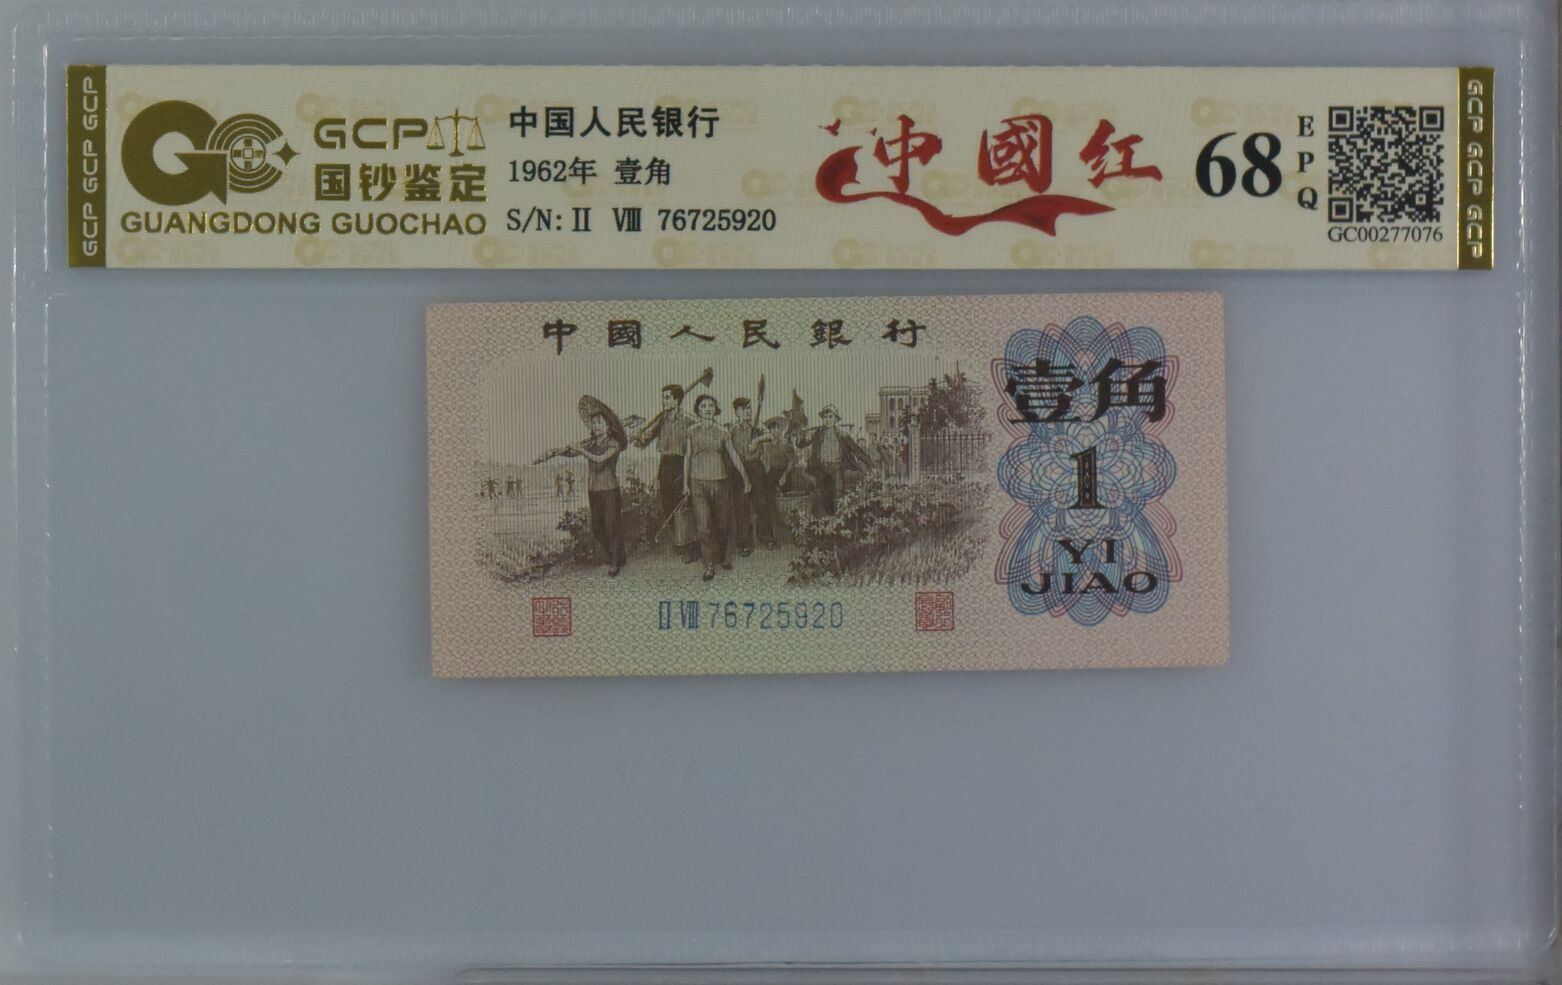 GCP GCP GCP
GCP
国钞鉴定
GUANGDONG GUOCHAO
中国人民银行
1962年 壹角
S/N: II VIII 76725920
中國红
68
EPQ
GC00277076
GCP GCP GCP
中國人民銀行
壹角
1
YI
JIAO
II VIII 76725920